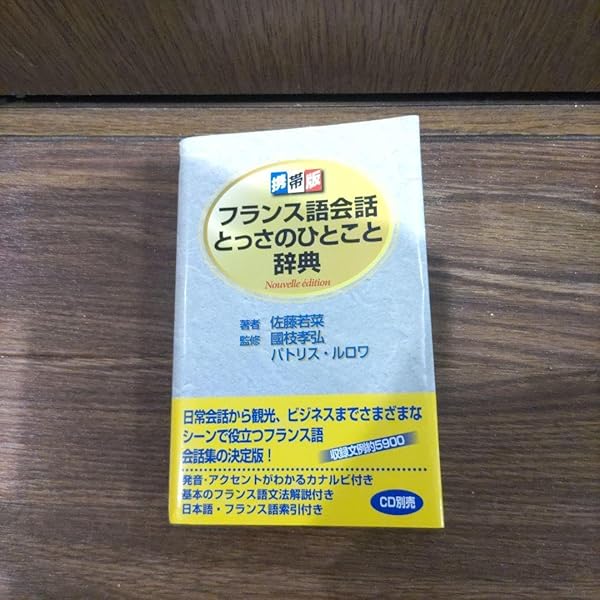 携帯版
フランス語会話
とっさのひとこと
辞典
Nouvelle édition
著者 佐藤若菜
監修 國枝孝弘
パトリス・ルロワ
日常会話から観光、ビジネスまでさまざまな
シーンで役立つフランス語
会話集の決定版!
収録文例約5900
発音・アクセントがわかるカナルビ付き
基本のフランス語文法解説付き
日本語・フランス語索引付き
CD別売